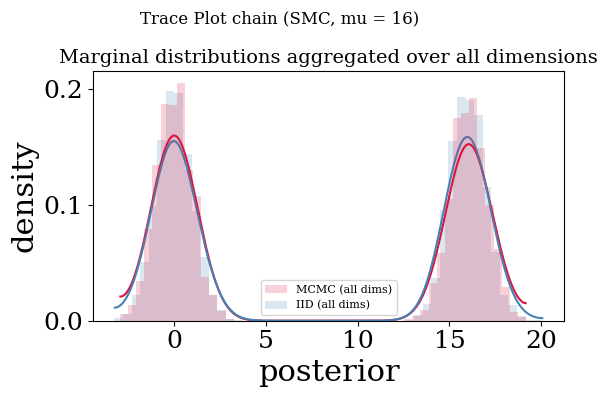 Trace Plot chain (SMC, mu = 16)
Marginal distributions aggregated over all dimensions
density
0.2
0.1
0.0
MCMC (all dims)
IID (all dims)
0 5 10 15 20
posterior